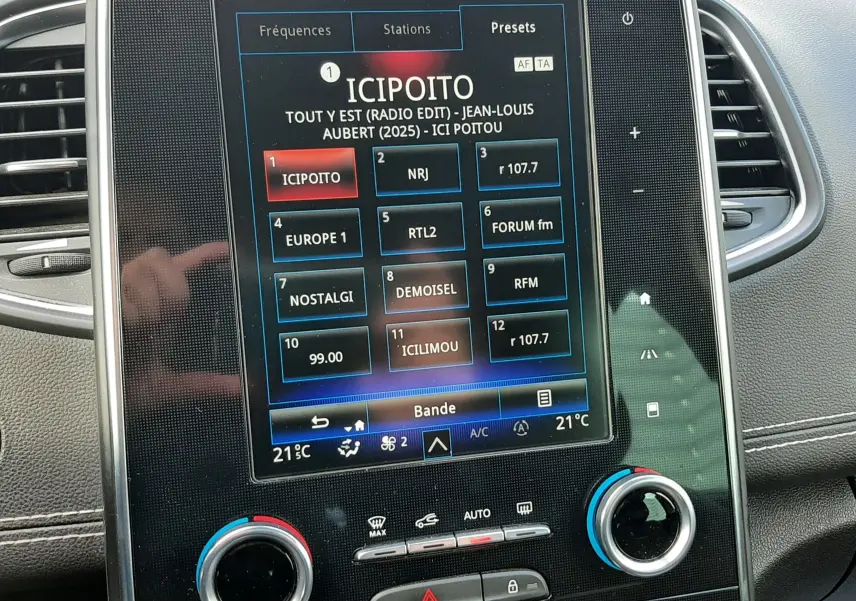 Fréquences Stations Presets
1 AF TA
ICIPOITO
TOUT Y EST (RADIO EDIT) - JEAN-LOUIS
AUBERT (2025) - ICI POITOU
1 ICIPOITO
2 NRJ
3 r 107.7
4 EUROPE 1
5 RTL2
6 FORUM fm
7 NOSTALGI
8 DEMOISEL
9 RFM
10 99.00
11 ICILIMOU
12 r 107.7
Bande
21°C 2 A/C A 21°C
MAX AUTO